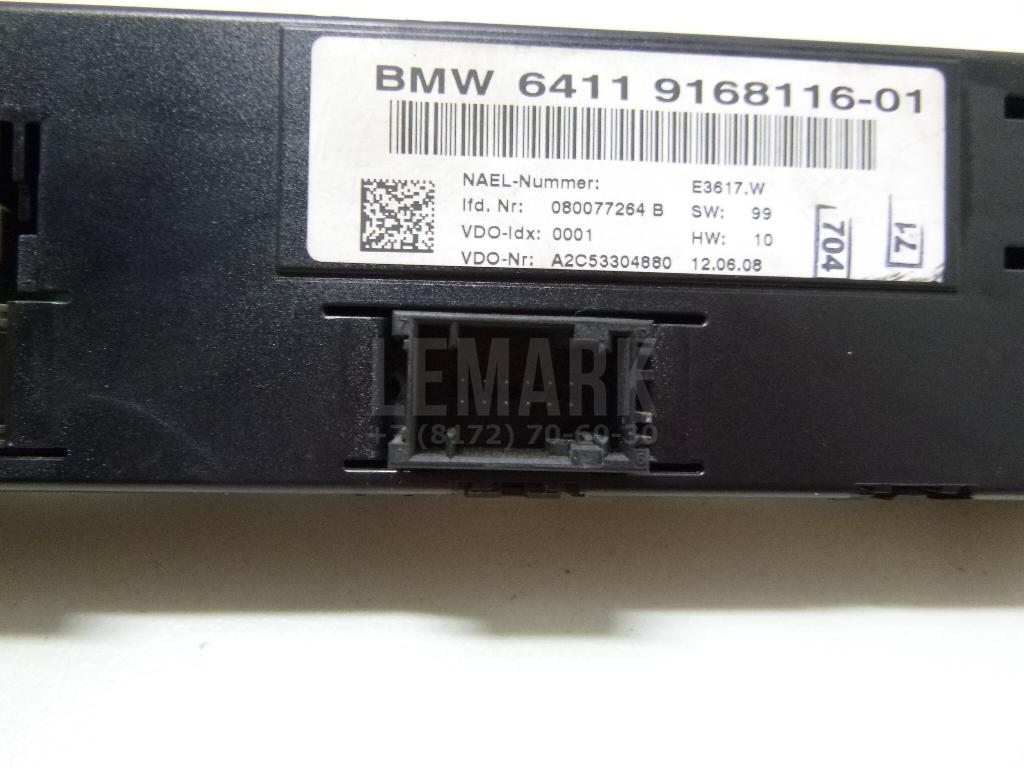 BMW 6411 9168116-01
NAEL-Nummer: E3617.W
lfd. Nr: 080077264 B SW: 99
VDO-Idx: 0001 HW: 10
VDO-Nr: A2C53304880 12.06.08
704
17
LEMARK
+7 (8172) 70-60-30